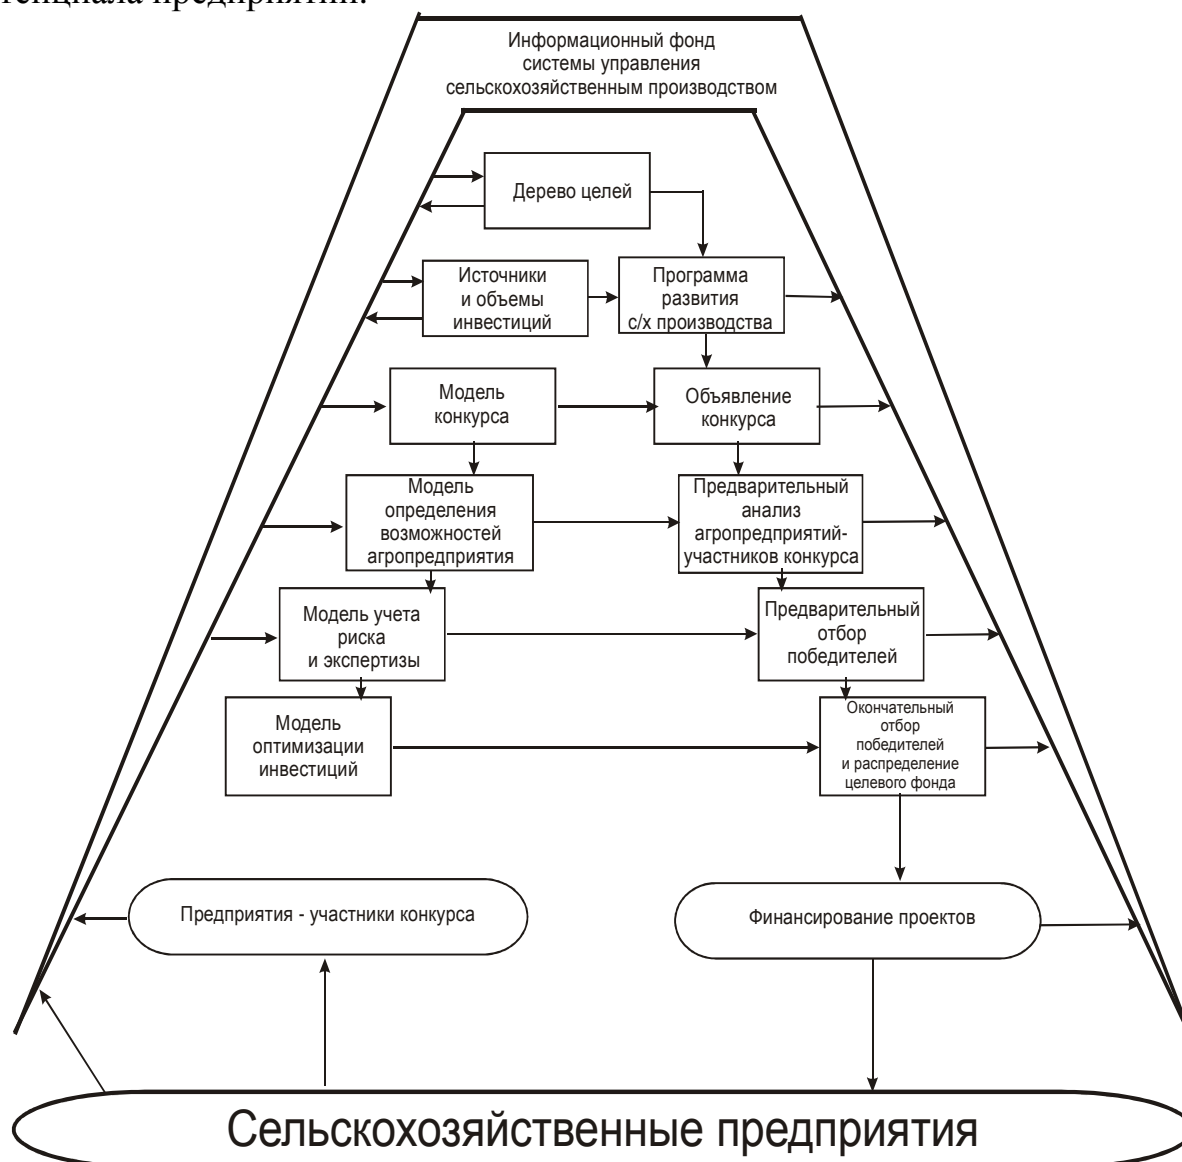 тенциала предприятий.
Информационный фонд
системы управления
сельскохозяйственным производством
Дерево целей
Источники
и объемы
инвестиций
Программа
развития
с/х производства
Модель
конкурса
Объявление
конкурса
Модель
определения
возможностей
агропредприятия
Предварительный
анализ
агропредприятий-
участников конкурса
Модель учета
риска
и экспертизы
Предварительный
отбор
победителей
Модель
оптимизации
инвестиций
Окончательный
отбор
победителей
и распределение
целевого фонда
Предприятия - участники конкурса
Финансирование проектов
Сельскохозяйственные предприятия